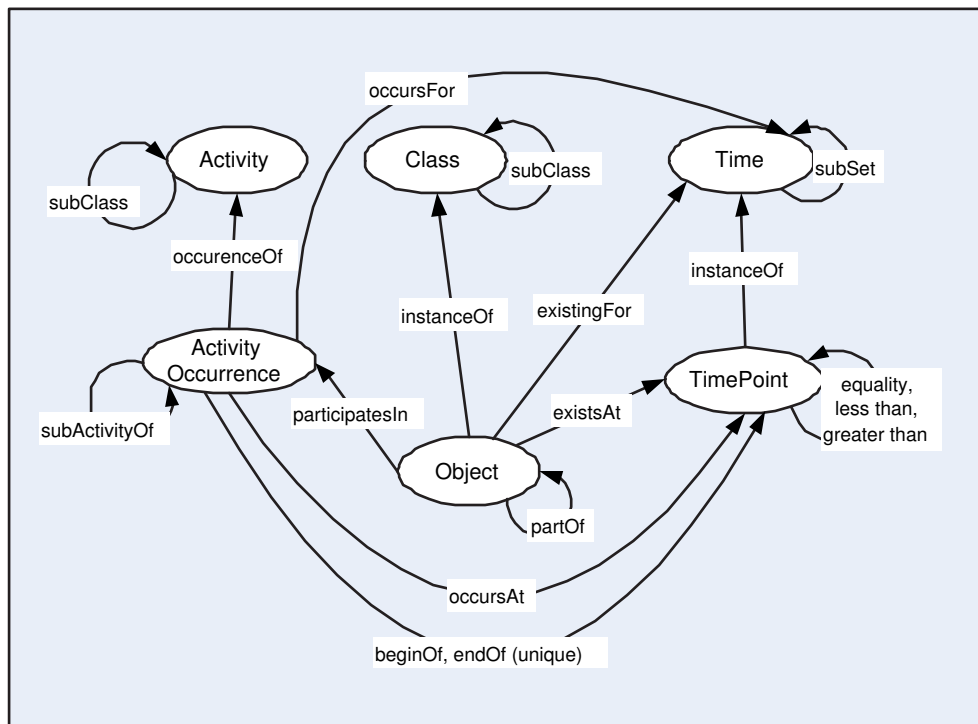 occursFor
Activity
Class
Time
subClass
subClass
subSet
occurenceOf
instanceOf
instanceOf
existingFor
Activity
Occurrence
TimePoint
equality,
less than,
greater than
participatesIn
existsAt
subActivityOf
Object
partOf
occursAt
beginOf, endOf (unique)